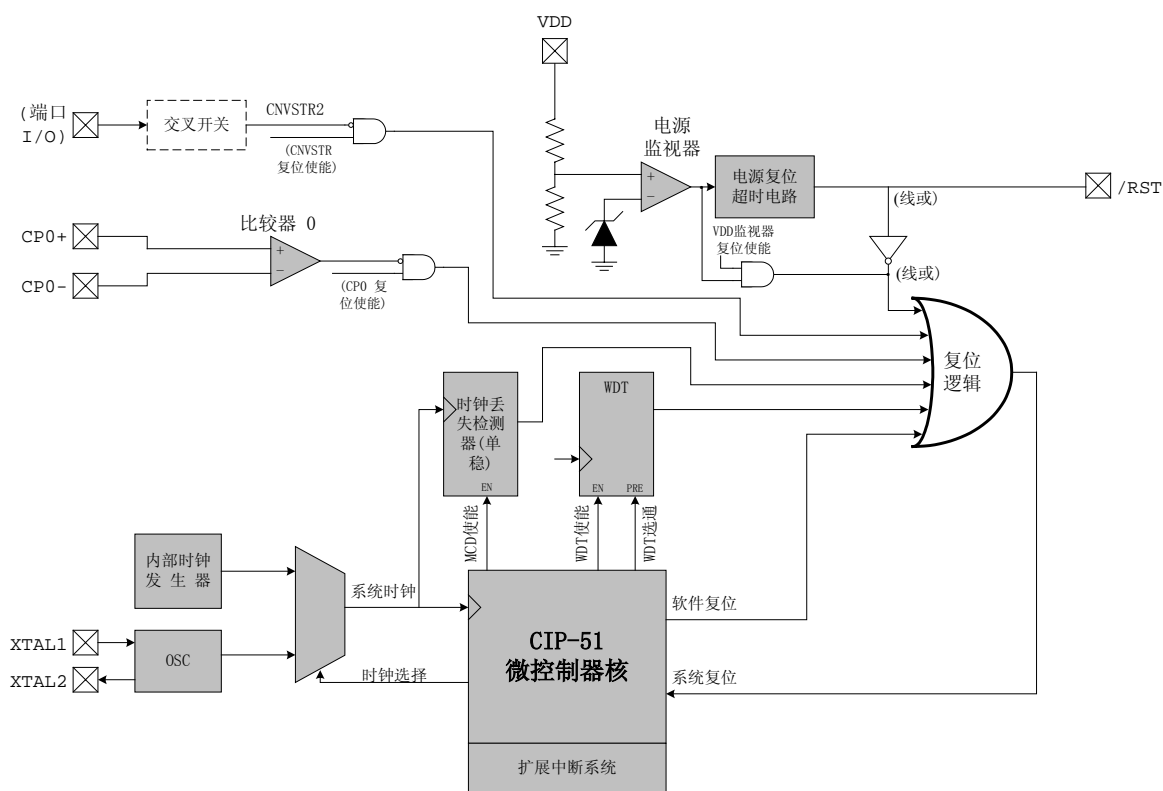 VDD
(端口
I/O)
交叉开关
CNVSTR2
(CNVSTR
复位使能)
电源
监视器
+
−
电源复位
超时电路
(线或)
/RST
VDD监视器
复位使能
(线或)
比较器 0
CP0+
CP0-
+
−
(CP0 复
位使能)
复位
逻辑
时钟丢
失检测
器(单
稳)
EN
WDT
EN
PRE
MCD使能
WDT使能
WDT选通
内部时钟
发 生 器
系统时钟
XTAL1
XTAL2
OSC
时钟选择
CIP-51
微控制器核
软件复位
系统复位
扩展中断系统